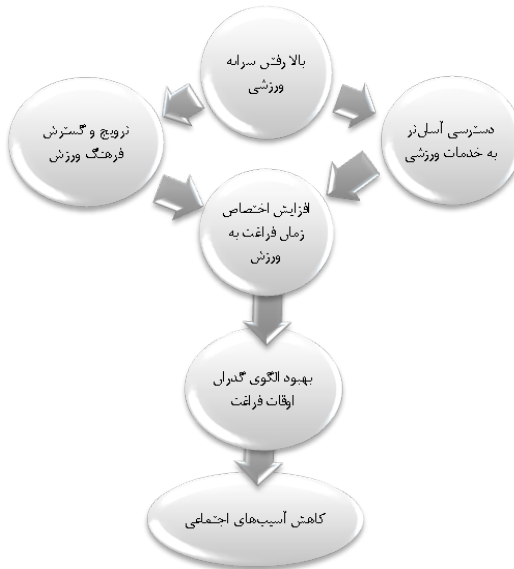 بالا رفتن سرانه
ورزشی
دسترسی آسان‌تر
به خدمات ورزشی
ترویج و گسترش
فرهنگ ورزش
افزایش اختصاص
زمان فراغت به
ورزش
بهبود الگوی گذران
اوقات فراغت
کاهش آسیب‌های اجتماعی